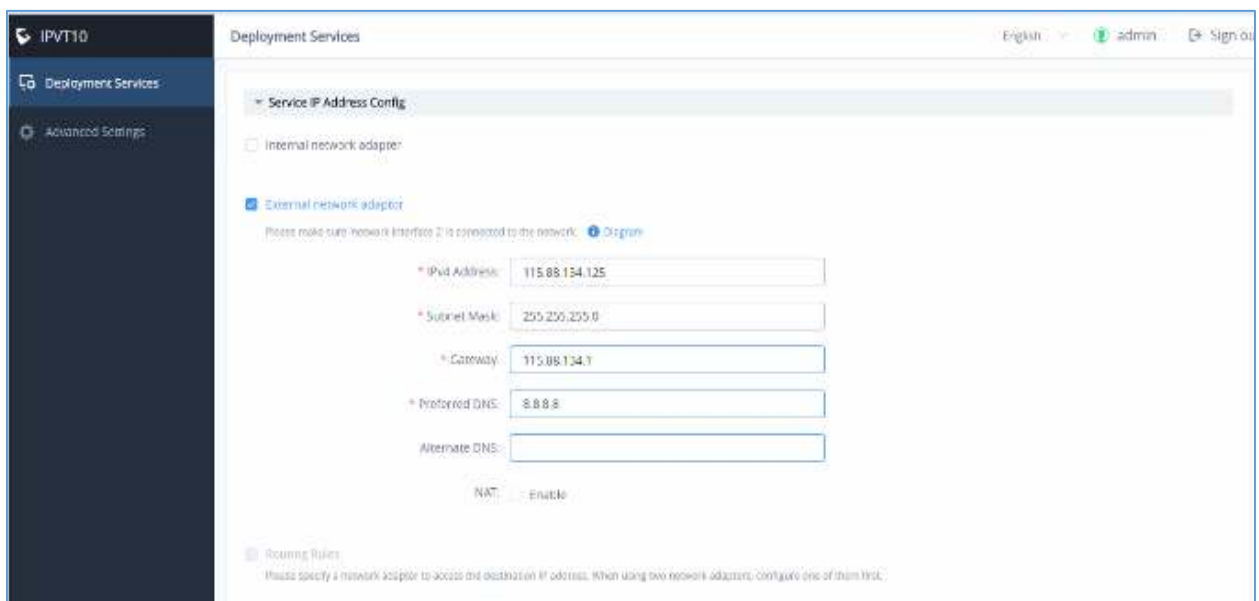 IPVT10
Deployment Services
English
admin
Sign ou
Deployment Services
Advanced Settings
Service IP Address Config
Internal network adapter
External network adaptor
Please make sure 'network interface 2' is connected to the network. Diagram
* IPv4 Address: 115.88.134.125
* Subnet Mask: 255.255.255.0
* Gateway: 115.88.134.1
* Preferred DNS: 8.8.8.8
Alternate DNS:
NAT: Enable
Routing Rules
Please specify a network adaptor to access the destination IP address. When using two network adapters, configure one of them first.